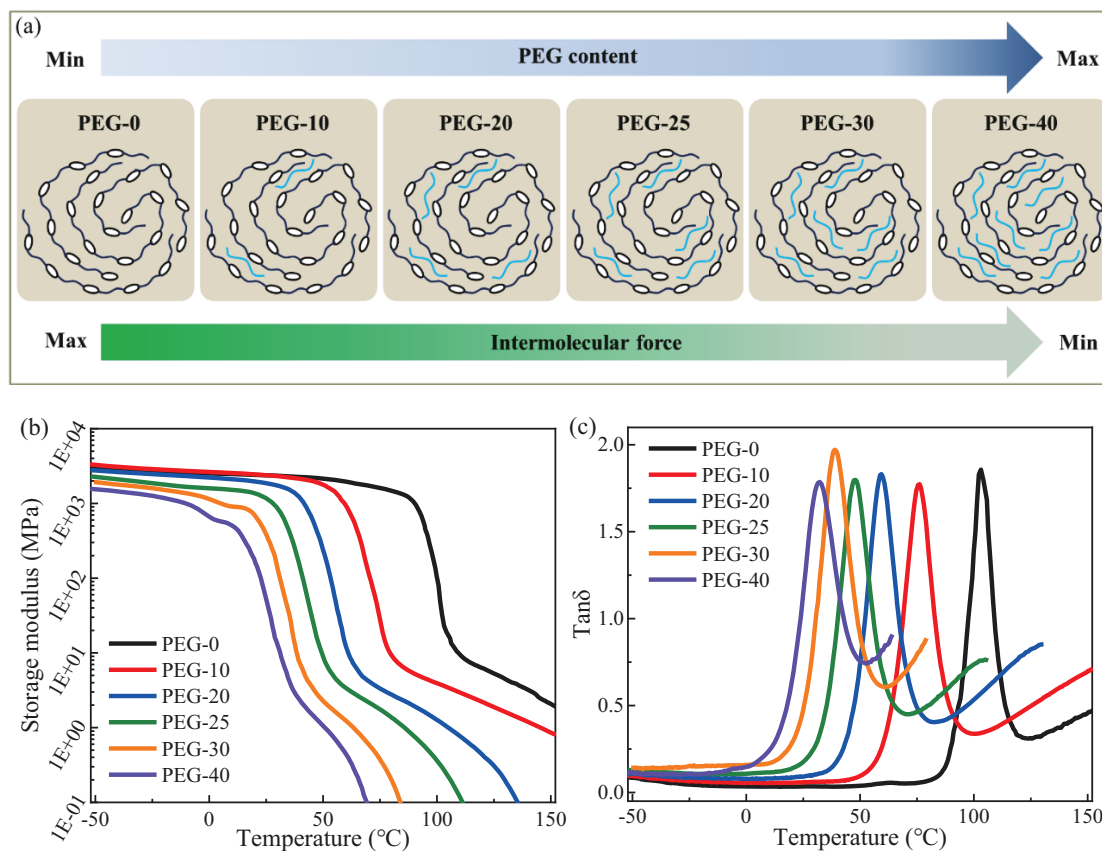 (a)
PEG content
Min
Max
PEG-0
PEG-10
PEG-20
PEG-25
PEG-30
PEG-40
Max
Intermolecular force
Min
(b)
1E+04
1E+03
1E+02
1E+01
1E+00
1E-01
Storage modulus (MPa)
PEG-0
PEG-10
PEG-20
PEG-25
PEG-30
PEG-40
-50
0
50
100
150
Temperature (°C)
(c)
2.0
1.5
1.0
0.5
0.0
Tanδ
PEG-0
PEG-10
PEG-20
PEG-25
PEG-30
PEG-40
-50
0
50
100
150
Temperature (°C)